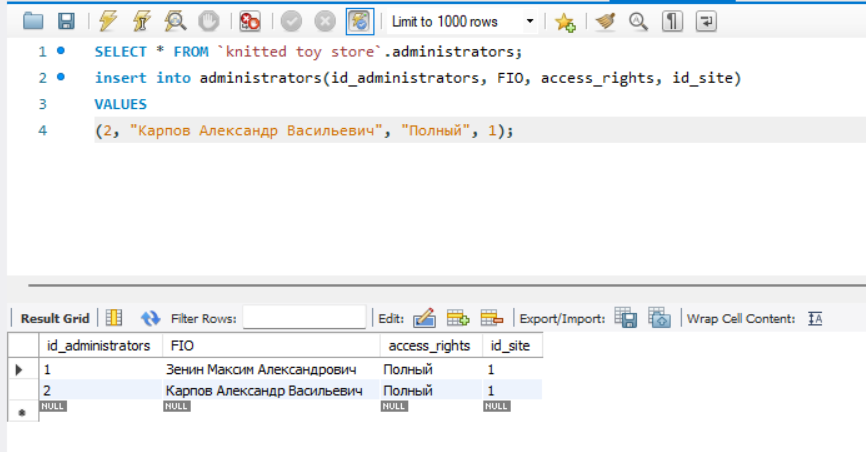 Limit to 1000 rows
1 SELECT * FROM `knitted toy store`.administrators;
2 insert into administrators(id_administrators, FIO, access_rights, id_site)
3 VALUES
4 (2, "Карпов Александр Васильевич", "Полный", 1);
Result Grid Filter Rows: Edit: Export/Import: Wrap Cell Content: IA
id_administrators FIO access_rights id_site
1 Зенин Максим Александрович Полный 1
2 Карпов Александр Васильевич Полный 1
NULL NULL NULL NULL